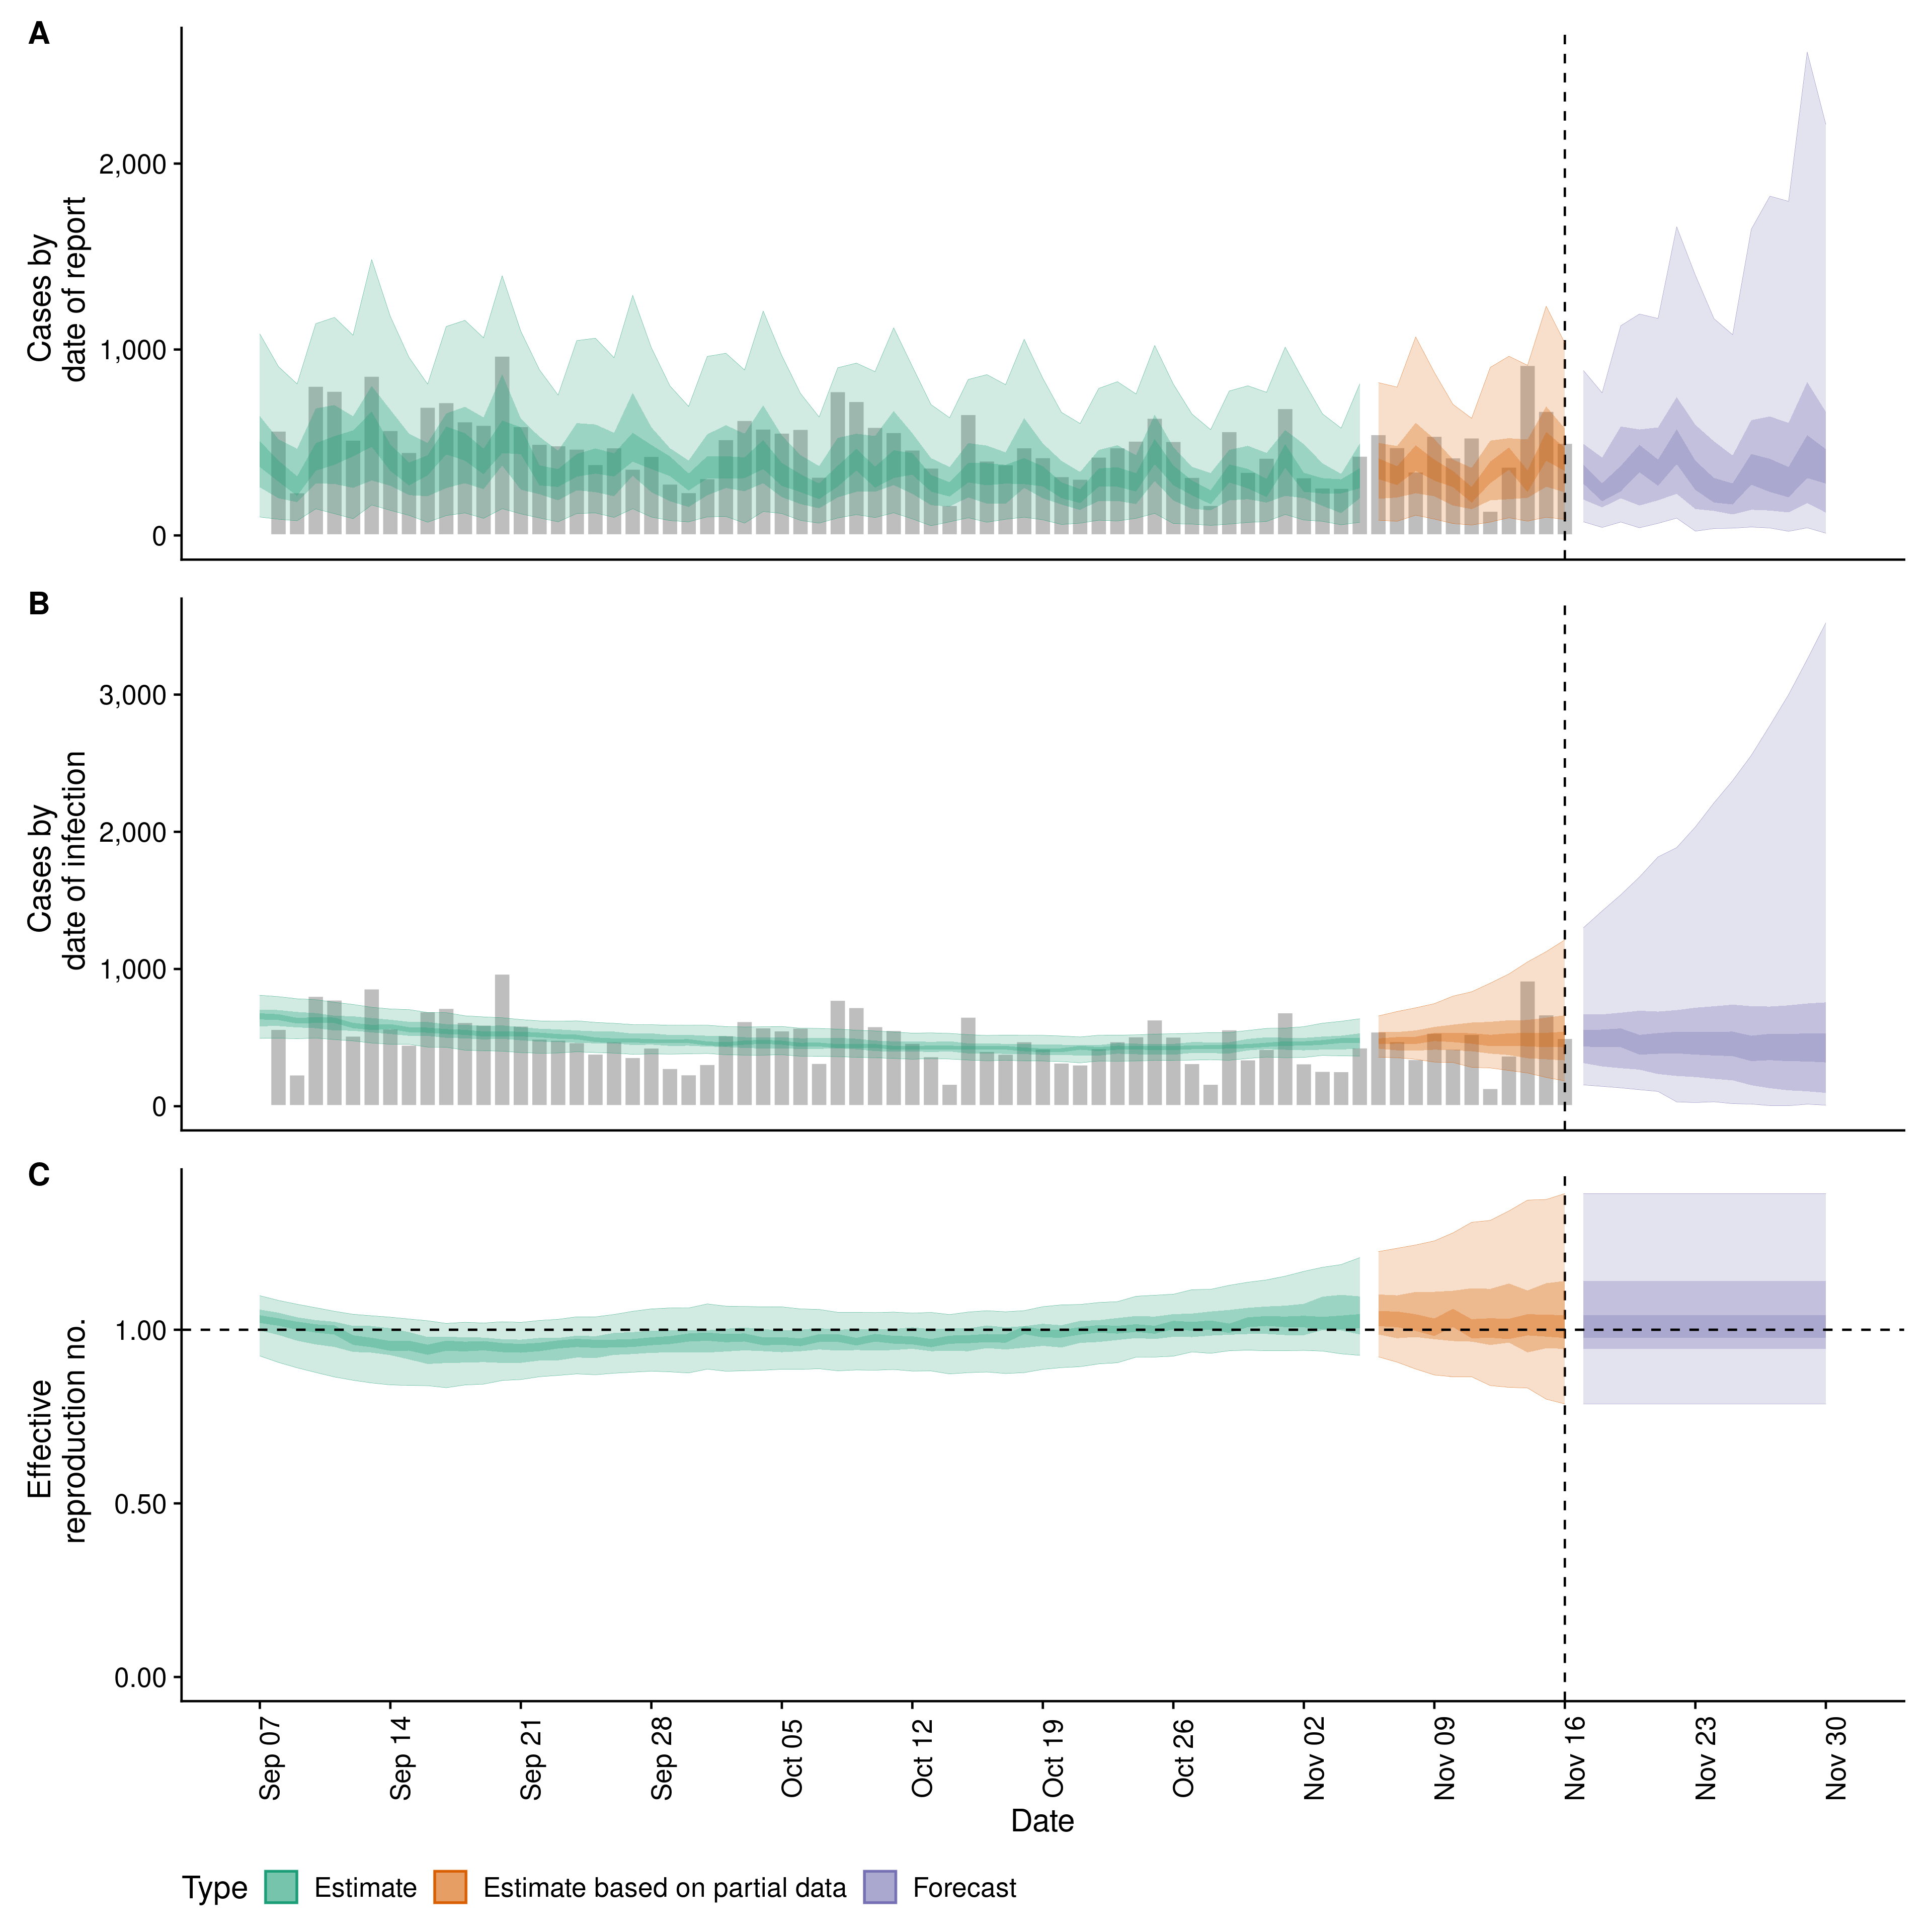 A
Cases by
date of report
2,000
1,000
0
B
Cases by
date of infection
3,000
2,000
1,000
0
C
Effective
reproduction no.
1.00
0.50
0.00
Sep 07
Sep 14
Sep 21
Sep 28
Oct 05
Oct 12
Oct 19
Oct 26
Nov 02
Nov 09
Nov 16
Nov 23
Nov 30
Date
Type
Estimate
Estimate based on partial data
Forecast